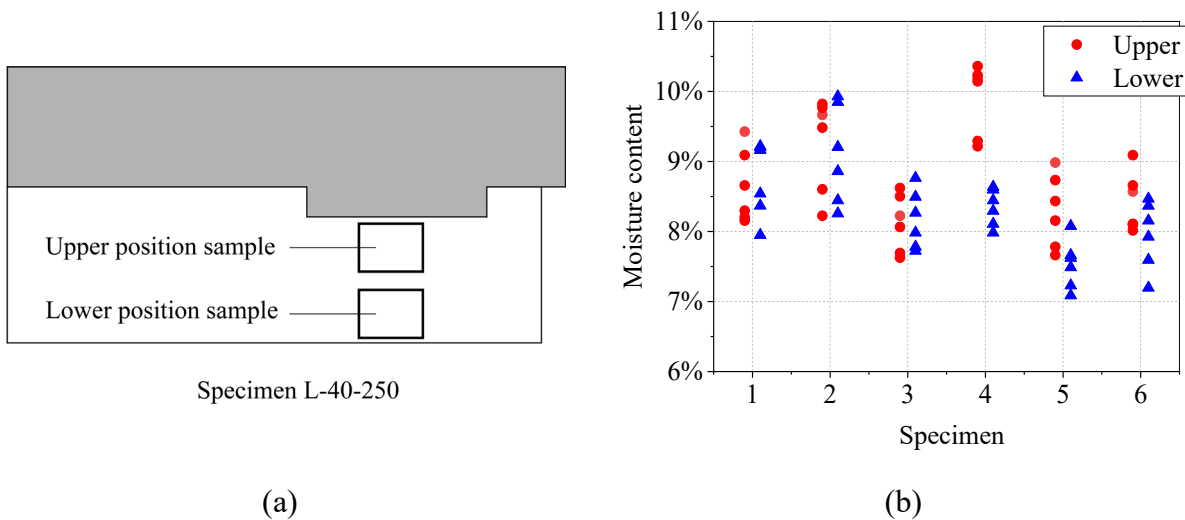 Upper position sample
Lower position sample
Specimen L-40-250
(a)
11%
10%
9%
8%
7%
6%
Moisture content
Upper
Lower
1 2 3 4 5 6
Specimen
(b)